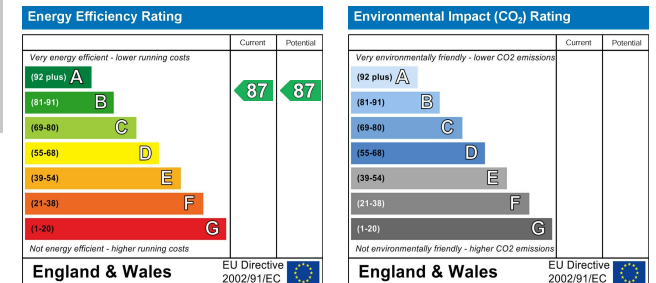 Energy Efficiency Rating
Current Potential
Very energy efficient - lower running costs
(92 plus) A
(81-91) B
(69-80) C
(55-68) D
(39-54) E
(21-38) F
(1-20) G
87 87
Not energy efficient - higher running costs
England & Wales
EU Directive
2002/91/EC
Environmental Impact (CO₂) Rating
Current Potential
Very environmentally friendly - lower CO2 emissions
(92 plus) A
(81-91) B
(69-80) C
(55-68) D
(39-54) E
(21-38) F
(1-20) G
Not environmentally friendly - higher CO2 emissions
England & Wales
EU Directive
2002/91/EC